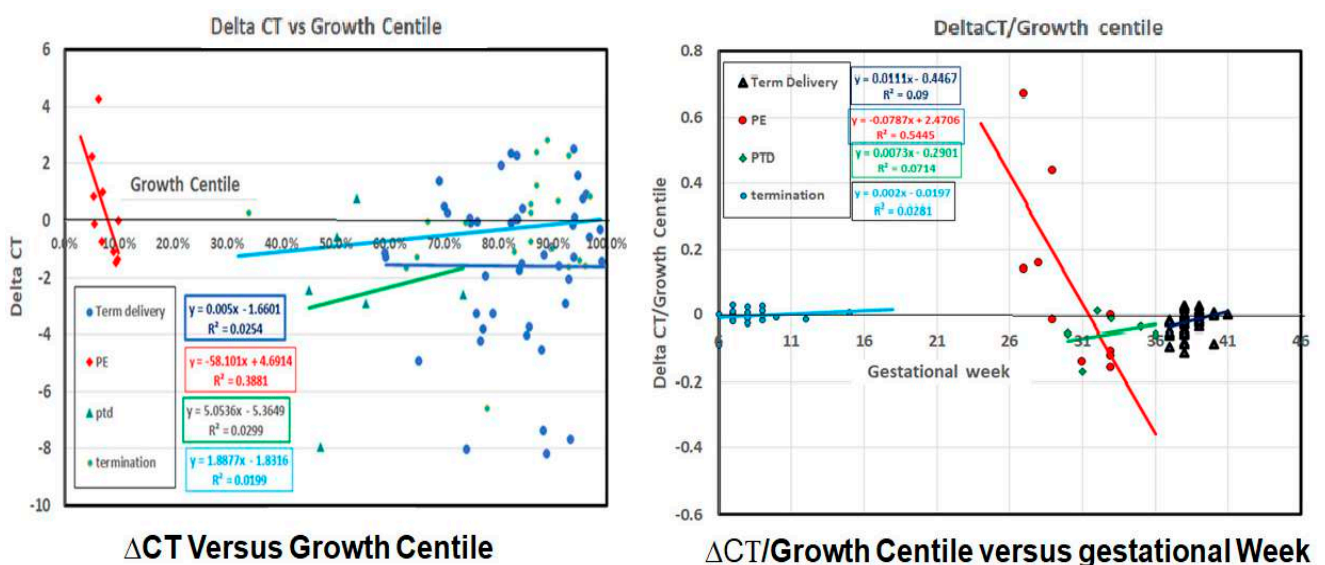 Delta CT vs Growth Centile
6
4
2
0
-2
-4
-6
-8
-10
Delta CT
Growth Centile
0.0% 10.0% 20.0% 30.0% 40.0% 50.0% 60.0% 70.0% 80.0% 90.0% 100.0%
Term delivery
y = 0.005x - 1.6601
R² = 0.0254
PE
y = -58.101x + 4.6914
R² = 0.3881
ptd
y = 5.0536x - 5.3649
R² = 0.0299
termination
y = 1.8877x - 1.8316
R² = 0.0199
ΔCT Versus Growth Centile
DeltaCT/Growth centile
0.8
0.6
0.4
0.2
0
-0.2
-0.4
-0.6
Delta CT/Growth Centile
Term Delivery
y = 0.0111x - 0.4467
R² = 0.09
PE
y = -0.0787x + 2.4706
R² = 0.5445
PTD
y = 0.0073x - 0.2901
R² = 0.0714
termination
y = 0.002x - 0.0197
R² = 0.0281
6 11 16 21 26 31 36 41 46
Gestational week
ΔCT/Growth Centile versus gestational Week